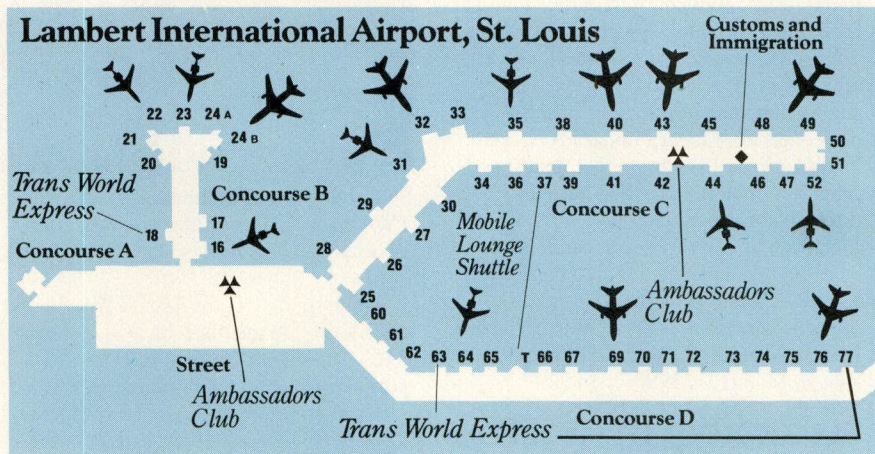 Lambert International Airport, St. Louis
Customs and
Immigration
22 23 24 A
21 24 B
20 19
32 33 35 38 40 43 45 48 49
50
51
31
34 36 37 39 41 42 44 46 47 52
Trans World
Express
Concourse B
17
18
16
29
30
27
28
26
Mobile
Lounge
Shuttle
Concourse C
Concourse A
Ambassadors
Club
25
60
61
62 63 64 65 T 66 67 69 70 71 72 73 74 75 76 77
Street
Ambassadors
Club
Concourse D
Trans World Express